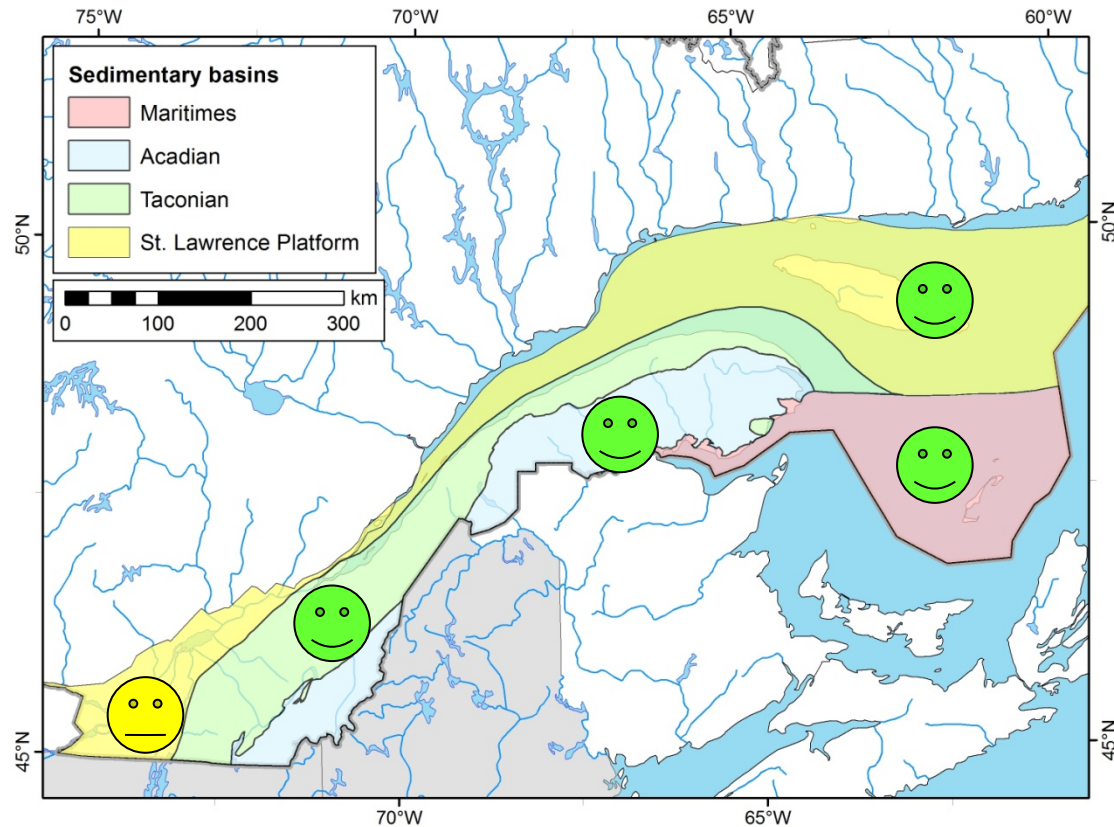 75°W 70°W 65°W 60°W
Sedimentary basins
Maritimes
Acadian
Taconian
St. Lawrence Platform
km
0 100 200 300
50°N 50°N
45°N 45°N
70°W 65°W